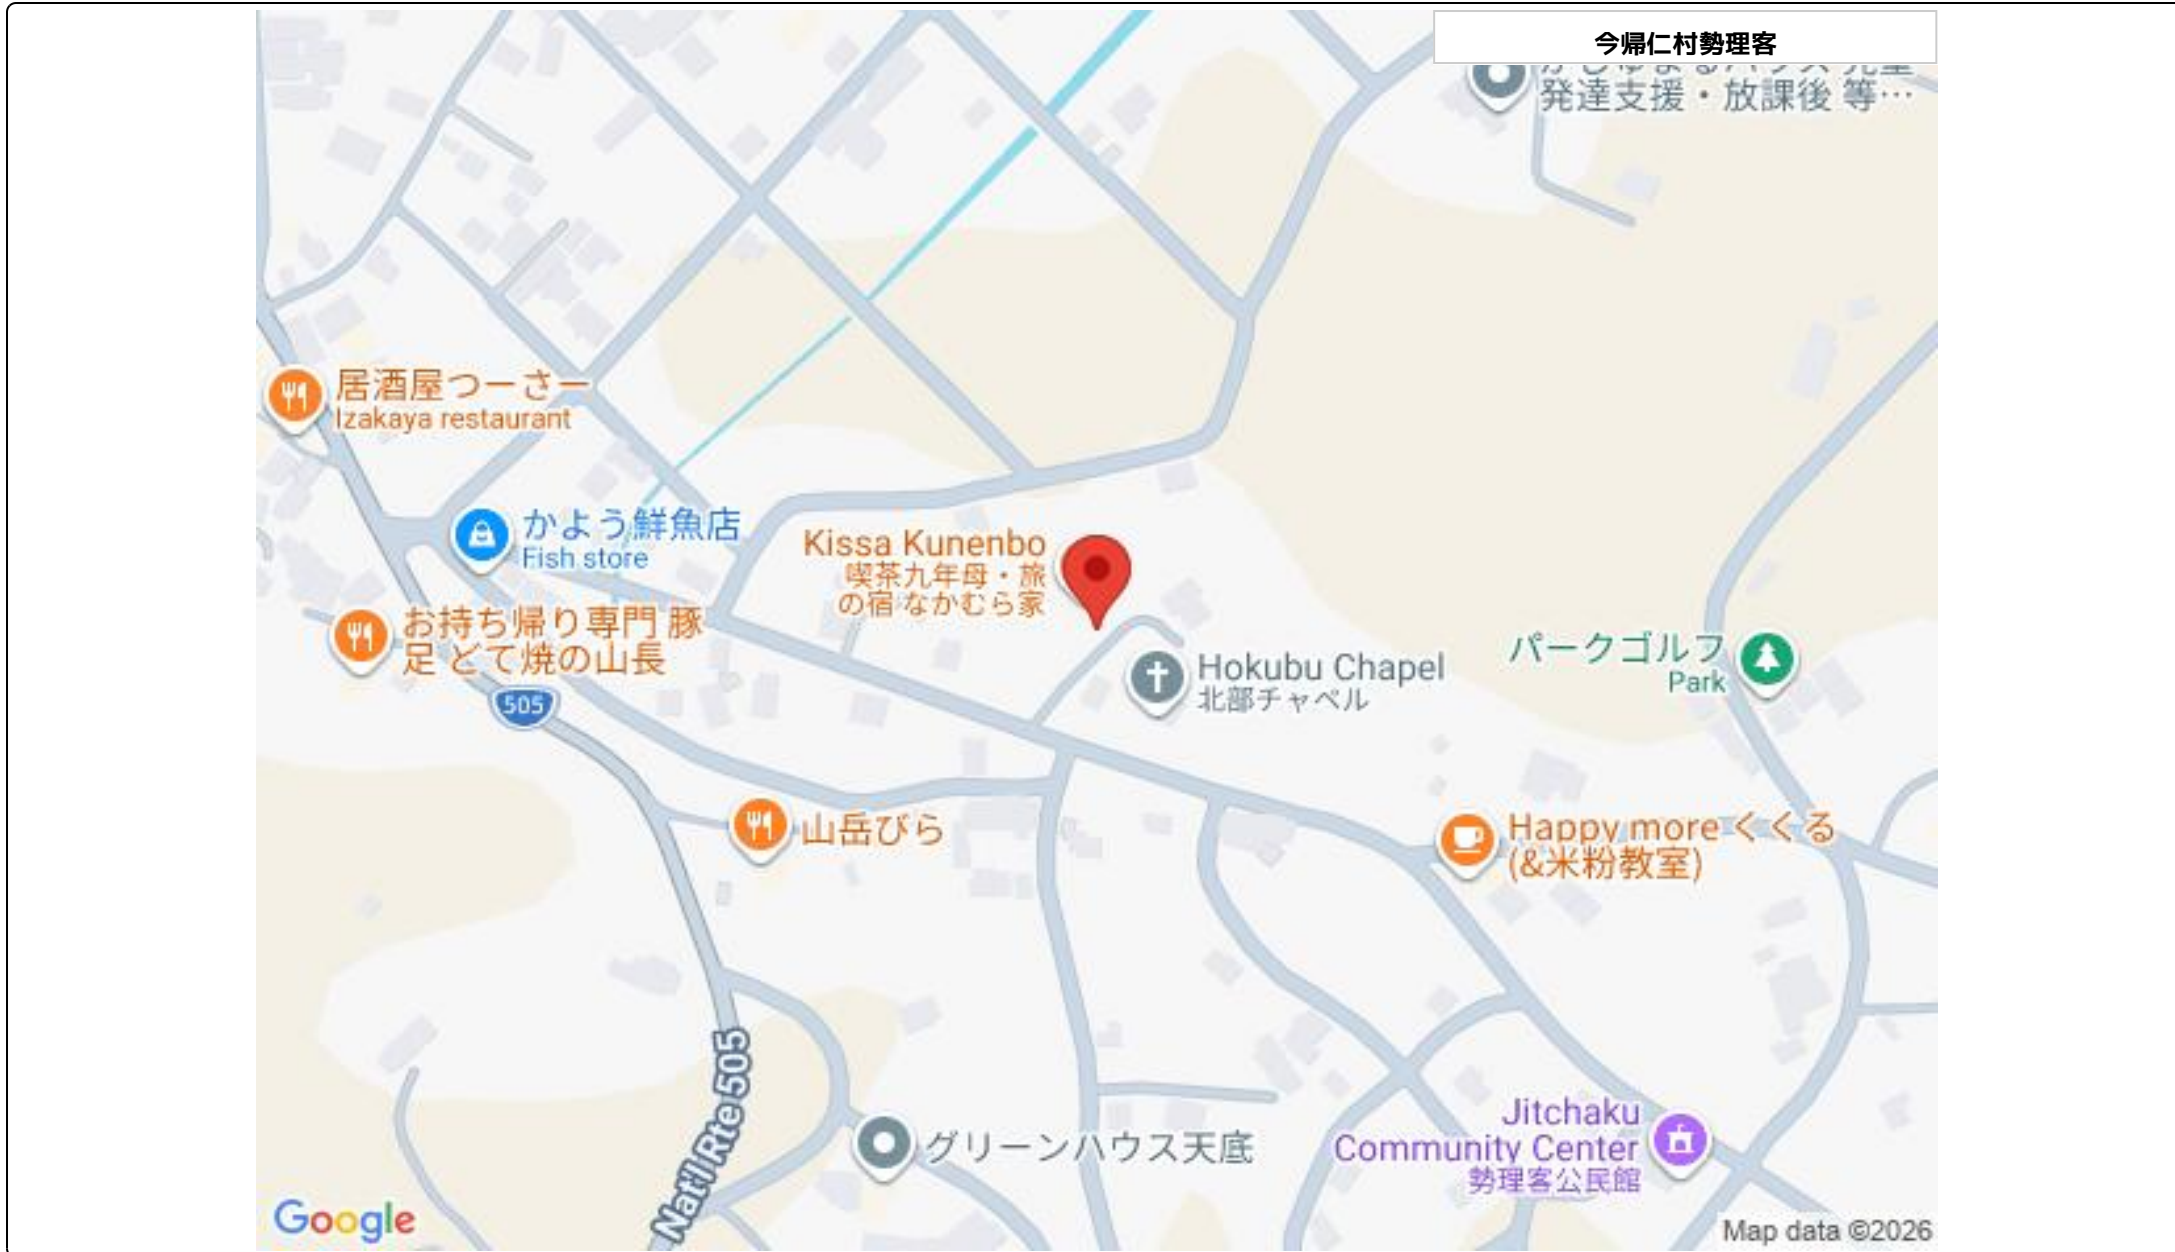 今帰仁村勢理客
発達支援・放課後 等…
居酒屋つーさー
Izakaya restaurant
かよう鮮魚店
Fish store
Kissa Kunenbo
喫茶九年母・旅
の宿 なかむら家
お持ち帰り専門 豚
足 どて焼の山長
505
Hokubu Chapel
北部チャペル
パークゴルフ
Park
山岳びら
Happy more くくる
(&米粉教室)
Nat'l Rte 505
グリーンハウス天底
Jitchaku
Community Center
勢理客公民館
Google
Map data ©2026